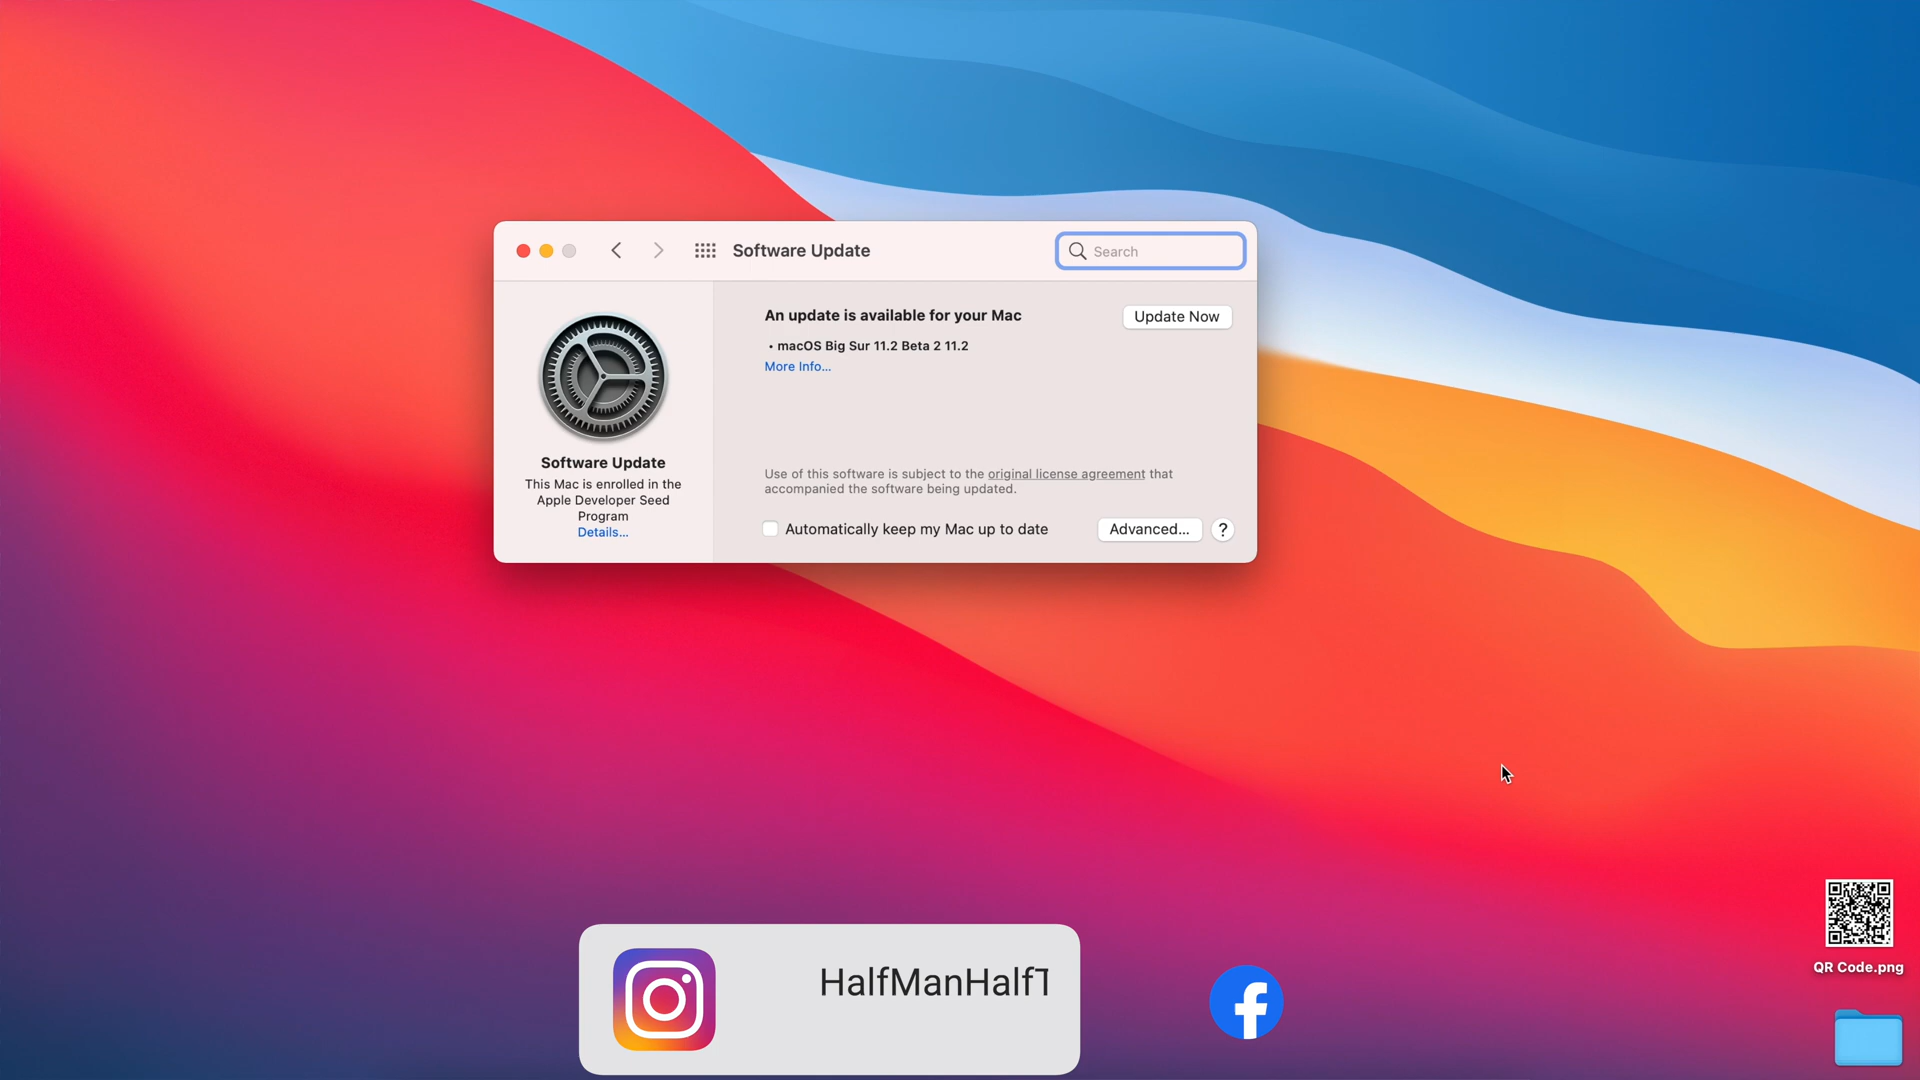 Software Update
Search
An update is available for your Mac
Update Now
• macOS Big Sur 11.2 Beta 2 11.2
More Info...
Software Update
This Mac is enrolled in the
Apple Developer Seed
Program
Details...
Use of this software is subject to the original license agreement that
accompanied the software being updated.
Automatically keep my Mac up to date
Advanced...
?
HalfManHalfT
QR Code.png